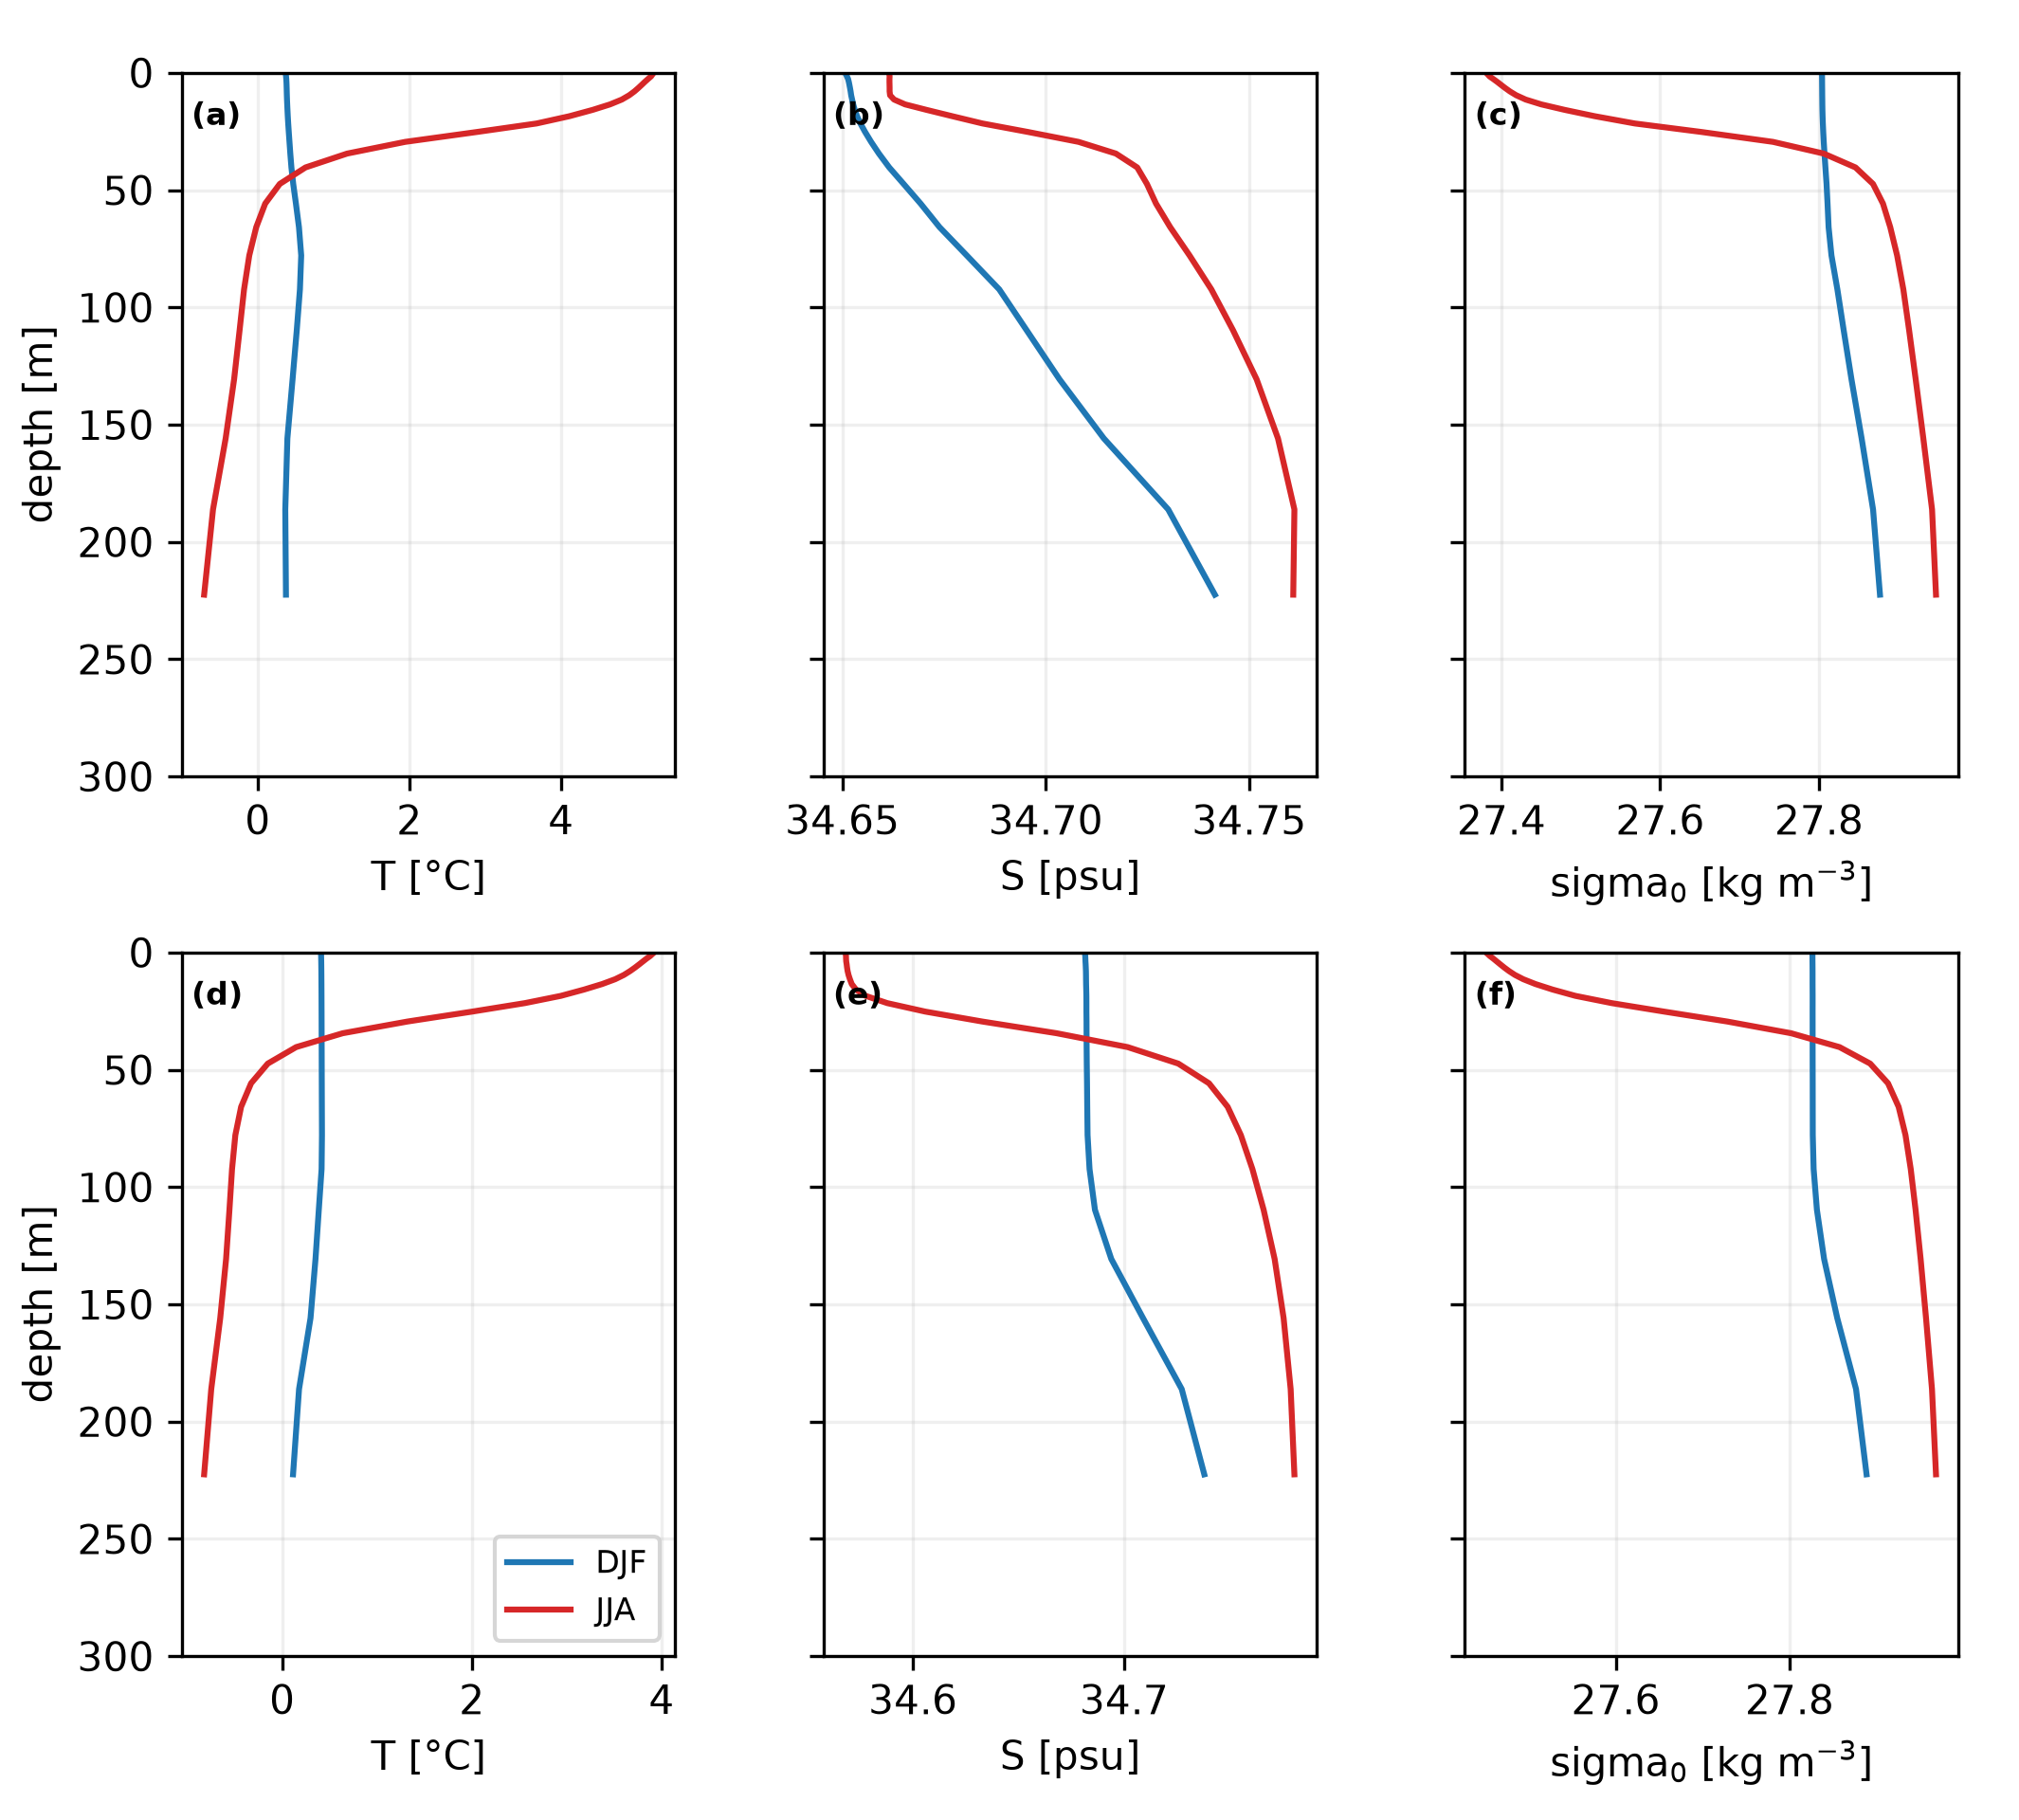 (a)
(b)
(c)
0
50
100
150
200
250
300
depth [m]
0 2 4
34.65 34.70 34.75
27.4 27.6 27.8
T [°C]
S [psu]
sigma₀ [kg m⁻³]
(d)
(e)
(f)
0
50
100
150
200
250
300
depth [m]
DJF
JJA
0 2 4
34.6 34.7
27.6 27.8
T [°C]
S [psu]
sigma₀ [kg m⁻³]